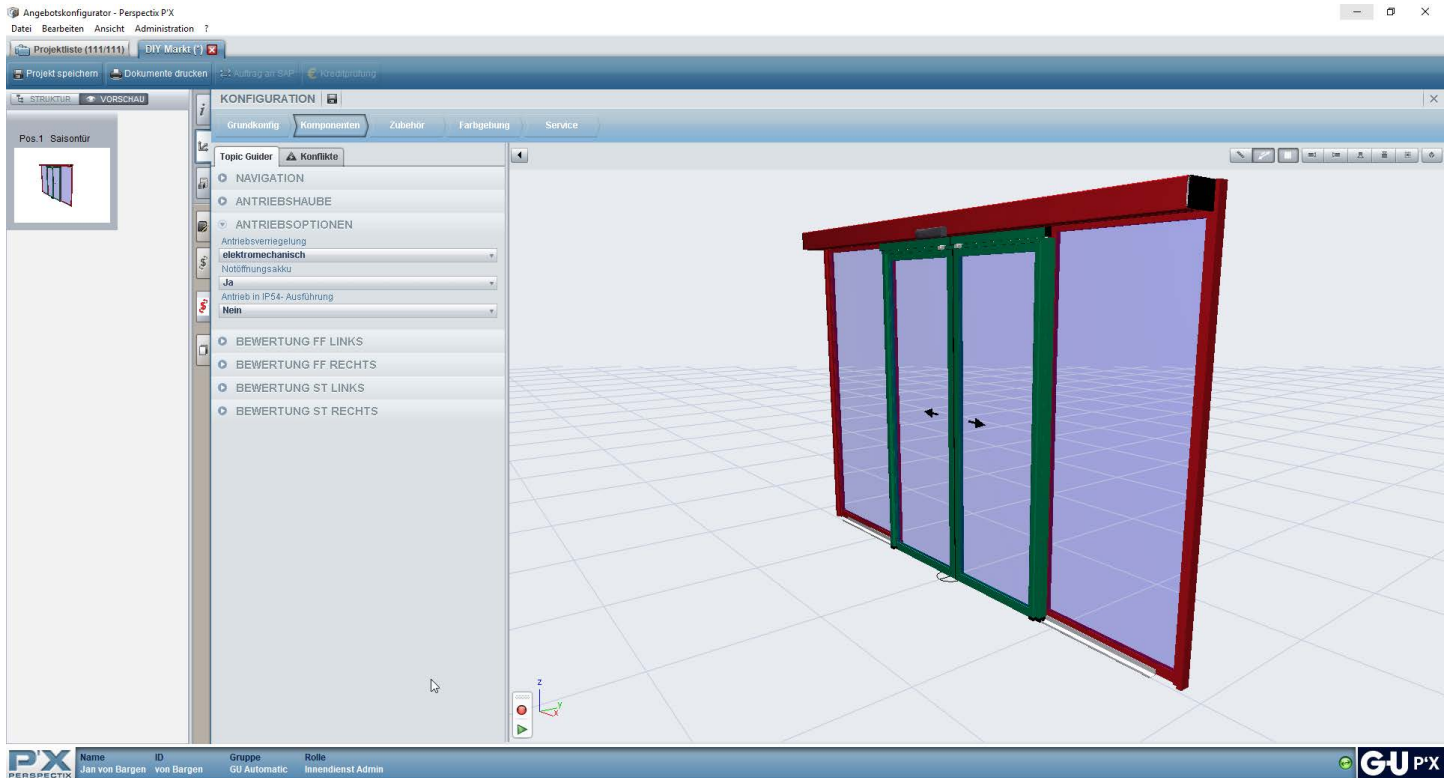 Angebotskonfigurator - Perspectix P'X
Datei Bearbeiten Ansicht Administration ?
Projektliste (111/111) DIY Markt (*)
Projekt speichern Dokumente drucken Auftrag an SAP Kreditprüfung
STRUKTUR VORSCHAU
Pos.1 Saisontür
KONFIGURATION
Grundkonfig Komponenten Zubehör Farbgebung Service
Topic Guider Konflikte
NAVIGATION
ANTRIEBSHAUBE
ANTRIEBSOPTIONEN
Antriebsverriegelung
elektromechanisch
Notöffnungsakku
Ja
Antrieb in IP54- Ausführung
Nein
BEWERTUNG FF LINKS
BEWERTUNG FF RECHTS
BEWERTUNG ST LINKS
BEWERTUNG ST RECHTS
z
y
x
P'X
PERSPECTIX
Name ID Gruppe Rolle
Jan von Bargen von Bargen GU Automatic Innendienst Admin
GU P'X